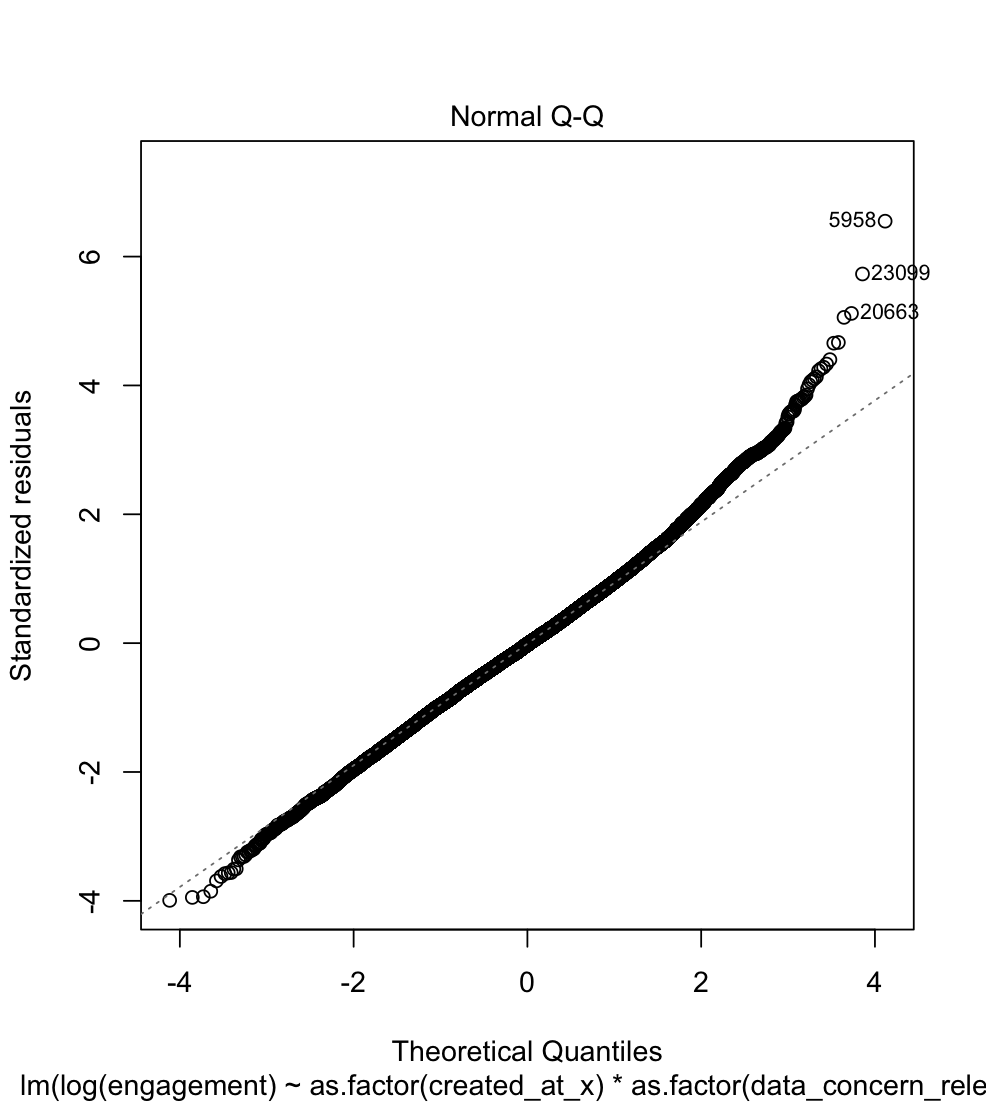 Normal Q-Q
5958
23099
20663
6
4
2
0
-2
-4
Standardized residuals
-4 -2 0 2 4
Theoretical Quantiles
lm(log(engagement) ~ as.factor(created_at_x) * as.factor(data_concern_rele